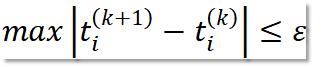 max |t_i^{(k+1)} − t_i^{(k)}| ≤ ε